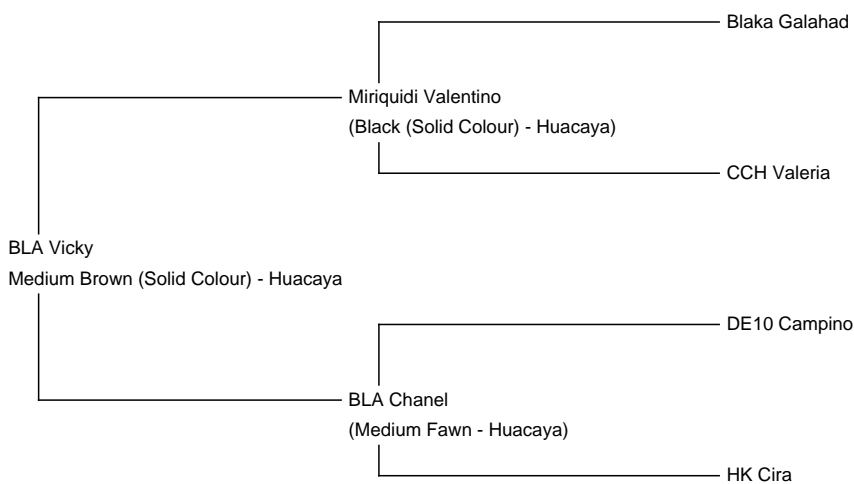 Blaka Galahad
Miriquidi Valentino
(Black (Solid Colour) - Huacaya)
CCH Valeria
BLA Vicky
Medium Brown (Solid Colour) - Huacaya
DE10 Campino
BLA Chanel
(Medium Fawn - Huacaya)
HK Cira